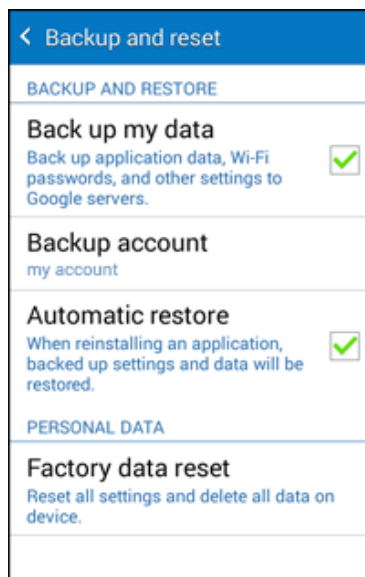 Backup and reset
BACKUP AND RESTORE
Back up my data
Back up application data, Wi-Fi
passwords, and other settings to
Google servers.
Backup account
my account
Automatic restore
When reinstalling an application,
backed up settings and data will be
restored.
PERSONAL DATA
Factory data reset
Reset all settings and delete all data on
device.